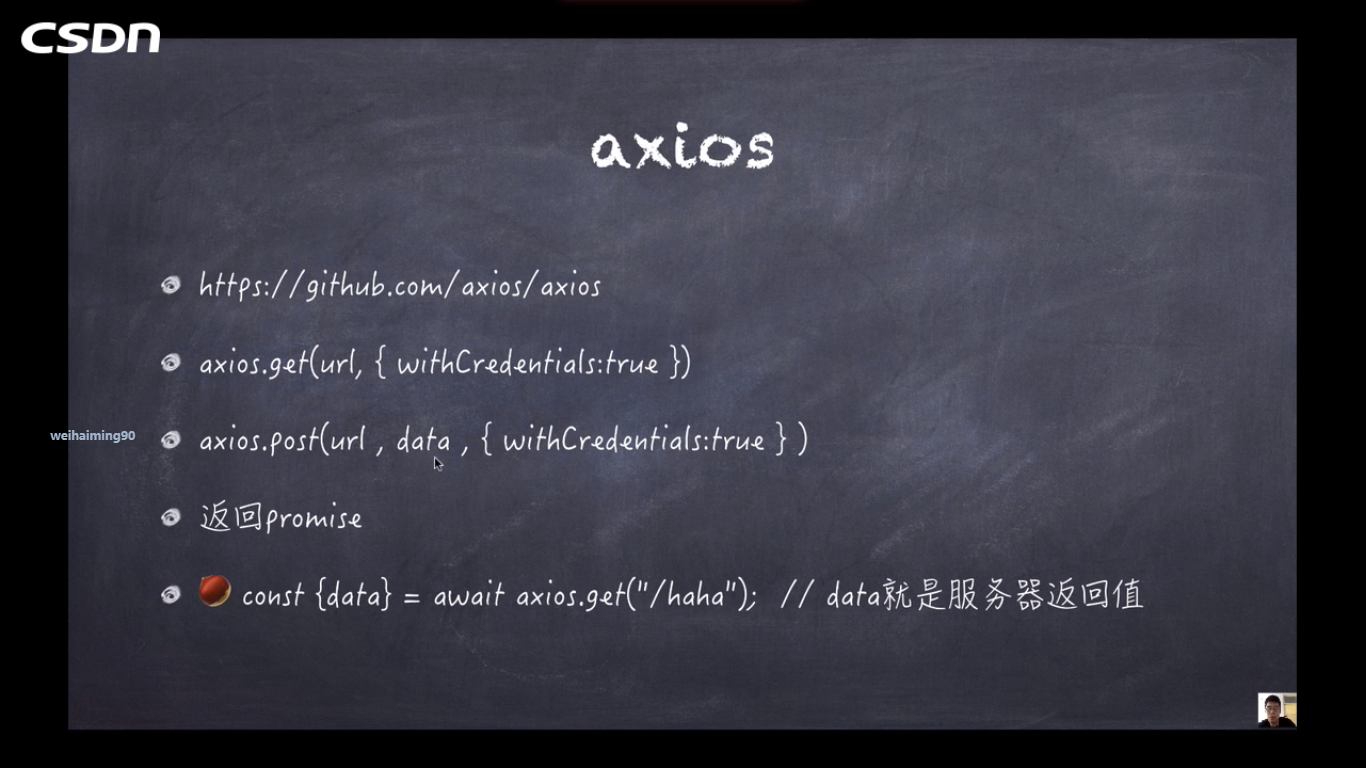 CSDN
axios
https://github.com/axios/axios
axios.get(url, { withCredentials:true })
axios.post(url , data , { withCredentials:true } )
weihaiming90
返回promise
const {data} = await axios.get("/haha"); // data就是服务器返回值